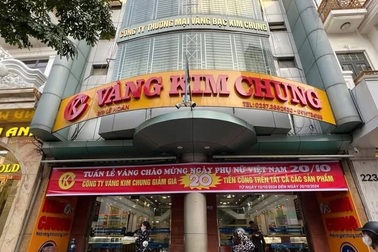 CÔNG TY THƯƠNG MẠI VÀNG BẠC KIM CHUNG
VÀNG KIM CHUNG
LÊ HOÀN
TUẦN LỄ VÀNG CHÀO MỪNG NGÀY PHỤ NỮ VIỆT NAM 20/10
CÔNG TY VÀNG KIM CHUNG GIẢM GIÁ 20 TIỀN CÔNG TRÊN TẤT CẢ CÁC SẢN PHẨM
223